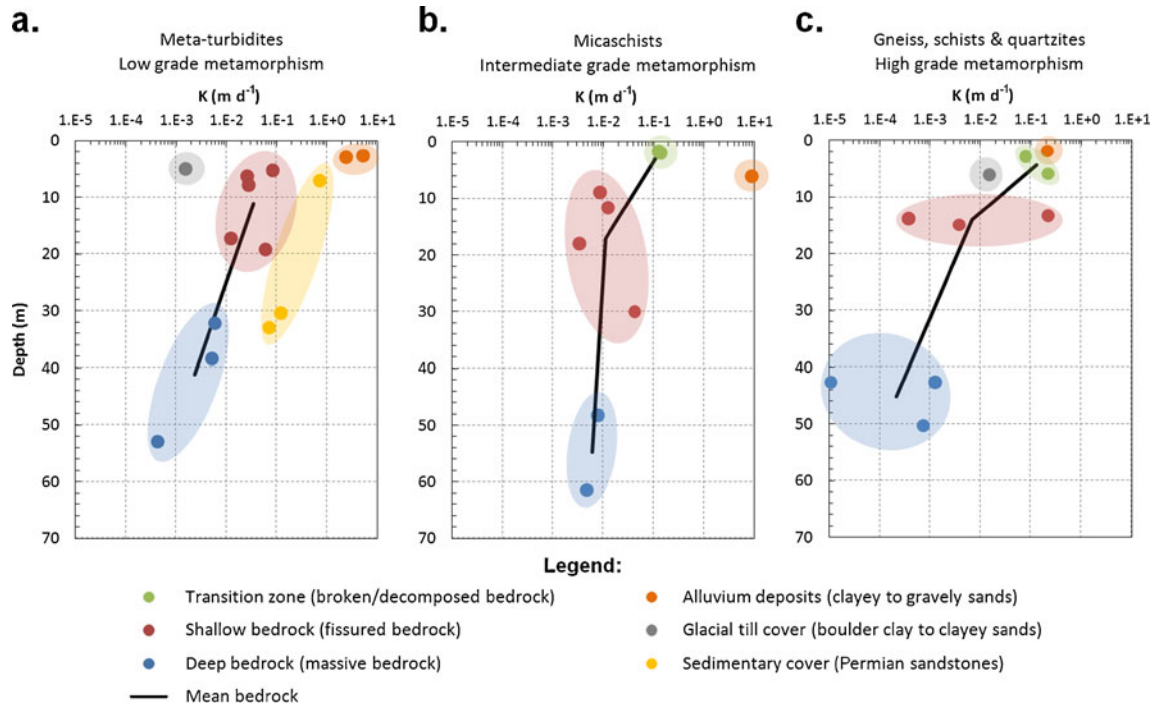 a.
Meta-turbidites
Low grade metamorphism
K (m d-1)
1.E-5 1.E-4 1.E-3 1.E-2 1.E-1 1.E+0 1.E+1
0
10
20
30
40
50
60
70
Depth (m)
b.
Micaschists
Intermediate grade metamorphism
K (m d-1)
1.E-5 1.E-4 1.E-3 1.E-2 1.E-1 1.E+0 1.E+1
0
10
20
30
40
50
60
70
c.
Gneiss, schists & quartzites
High grade metamorphism
K (m d-1)
1.E-5 1.E-4 1.E-3 1.E-2 1.E-1 1.E+0 1.E+1
0
10
20
30
40
50
60
70
Legend:
Transition zone (broken/decomposed bedrock)
Shallow bedrock (fissured bedrock)
Deep bedrock (massive bedrock)
Mean bedrock
Alluvium deposits (clayey to gravely sands)
Glacial till cover (boulder clay to clayey sands)
Sedimentary cover (Permian sandstones)